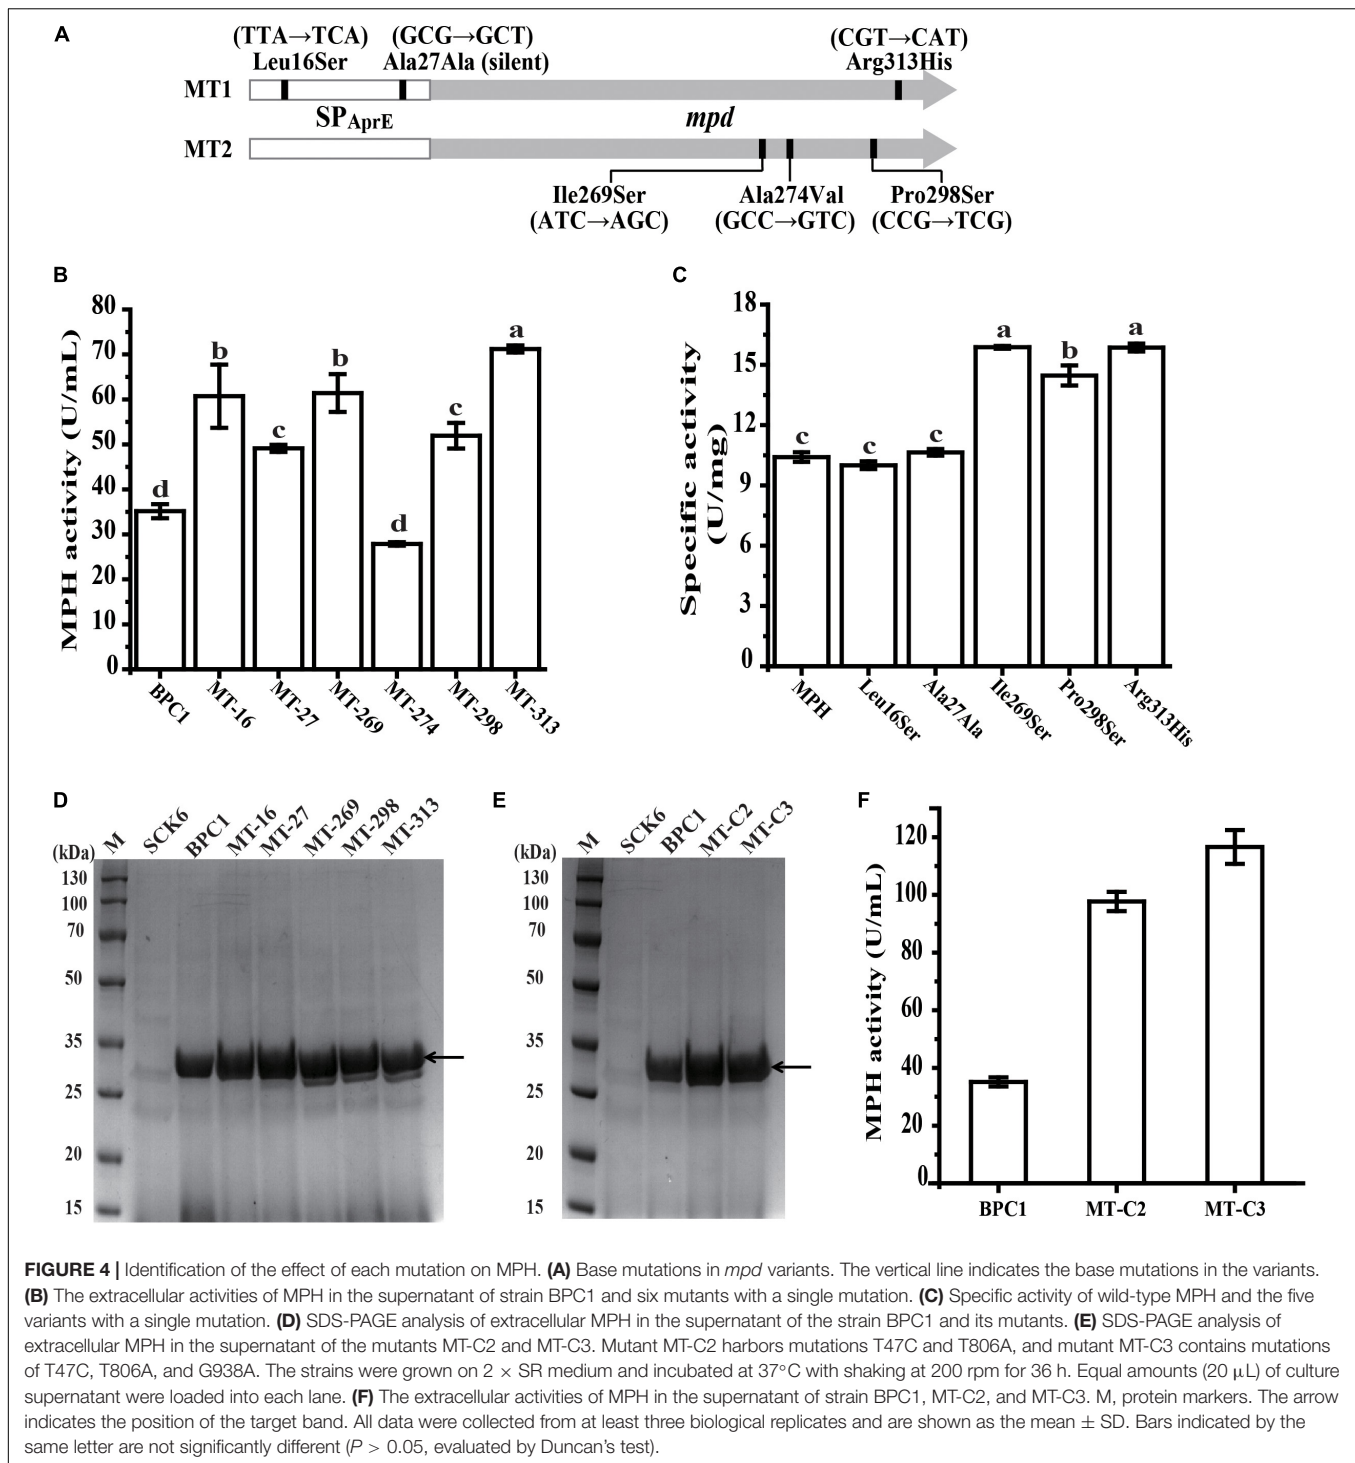 A
(TTA→TCA) (GCG→GCT) (CGT→CAT)
Leu16Ser Ala27Ala (silent) Arg313His
MT1
SPAprE mpd
MT2
Ile269Ser Ala274Val Pro298Ser
(ATC→AGC) (GCC→GTC) (CCG→TCG)
B
MPH activity (U/mL)
80
70
60
50
40
30
20
10
0
d b c b d c a
BPC1 MT-16 MT-27 MT-269 MT-274 MT-298 MT-313
C
Specific activity
(U/mg)
18
15
12
9
6
3
0
c c c a b a
MPH Leu16Ser Ala27Ala Ile269Ser Pro298Ser Arg313His
D
(kDa) M SCK6 BPC1 MT-16 MT-27 MT-269 MT-298 MT-313
130
100
70
50
35
25
20
15
E
(kDa) M SCK6 BPC1 MT-C2 MT-C3
130
100
70
50
35
25
20
15
F
MPH activity (U/mL)
120
100
80
60
40
20
0
BPC1 MT-C2 MT-C3
FIGURE 4 | Identification of the effect of each mutation on MPH. (A) Base mutations in mpd variants. The vertical line indicates the base mutations in the variants.
(B) The extracellular activities of MPH in the supernatant of strain BPC1 and six mutants with a single mutation. (C) Specific activity of wild-type MPH and the five
variants with a single mutation. (D) SDS-PAGE analysis of extracellular MPH in the supernatant of the strain BPC1 and its mutants. (E) SDS-PAGE analysis of
extracellular MPH in the supernatant of the mutants MT-C2 and MT-C3. Mutant MT-C2 harbors mutations T47C and T806A, and mutant MT-C3 contains mutations
of T47C, T806A, and G938A. The strains were grown on 2 × SR medium and incubated at 37°C with shaking at 200 rpm for 36 h. Equal amounts (20 μL) of culture
supernatant were loaded into each lane. (F) The extracellular activities of MPH in the supernatant of strain BPC1, MT-C2, and MT-C3. M, protein markers. The arrow
indicates the position of the target band. All data were collected from at least three biological replicates and are shown as the mean ± SD. Bars indicated by the
same letter are not significantly different (P > 0.05, evaluated by Duncan's test).